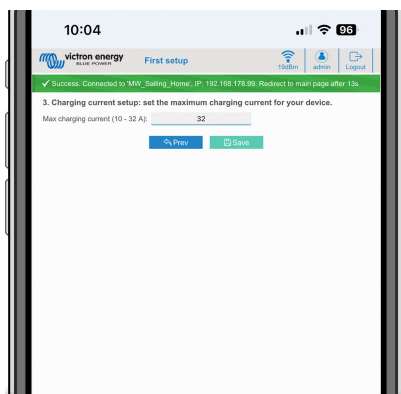 10:04
96
victron energy
BLUE POWER
First setup
19dBm
admin
Logout
✓ Success. Connected to 'MW_Sailing_Home', IP: 192.168.178.99. Redirect to main page after 13s
3. Charging current setup: set the maximum charging current for your device.
Max charging current (10 - 32 A):
32
Prev
Save